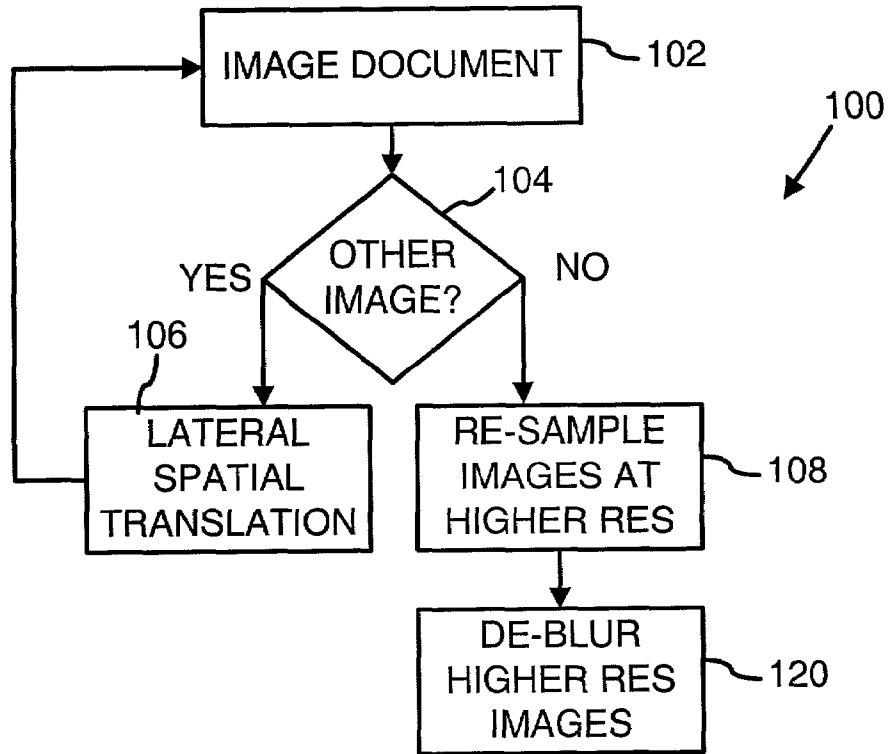 IMAGE DOCUMENT
102
100
104
OTHER
IMAGE?
YES
NO
106
LATERAL
SPATIAL
TRANSLATION
RE-SAMPLE
IMAGES AT
HIGHER RES
108
DE-BLUR
HIGHER RES
IMAGES
120